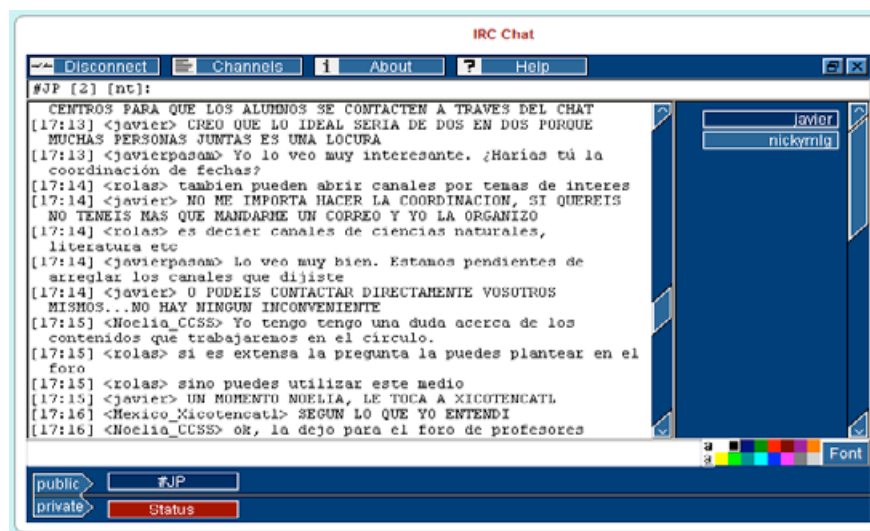 IRC Chat
Disconnect Channels i About ? Help
#JP [2] [nt]:
CENTROS PARA QUE LOS ALUMNOS SE CONTACTEN A TRAVES DEL CHAT
[17:13] <javier> CREO QUE LO IDEAL SERIA DE DOS EN DOS PORQUE
MUCHAS PERSONAS JUNTAS ES UNA LOCURA
[17:13] <javierpasam> Yo lo veo muy interesante. ¿Harías tú la
coordinación de fechas?
[17:14] <rolas> tambien pueden abrir canales por temas de interes
[17:14] <javier> NO ME IMPORTA HACER LA COORDINACION, SI QUEREIS
NO TENEIS MAS QUE MANDARME UN CORREO Y YO LA ORGANIZO
[17:14] <rolas> es decier canales de ciencias naturales,
literatura etc
[17:14] <javierpasam> Lo veo muy bien. Estamos pendientes de
arreglar los canales que dijiste
[17:14] <javier> O PODEIS CONTACTAR DIRECTAMENTE VOSOTROS
MISMOS...NO HAY NINGUN INCONVENIENTE
[17:15] <Noelia_CCSS> Yo tengo tengo una duda acerca de los
contenidos que trabajaremos en el círculo.
[17:15] <rolas> si es extensa la pregunta la puedes plantear en el
foro
[17:15] <rolas> sino puedes utilizar este medio
[17:15] <javier> UN MOMENTO NOELIA, LE TOCA A XICOTENCATL
[17:16] <Mexico_Xicotencatl> SEGUN LO QUE YO ENTENDI
[17:16] <Noelia_CCSS> ok, la dejo para el foro de profesores
javier
nickymlg
a
a
Font
public #JP
private Status